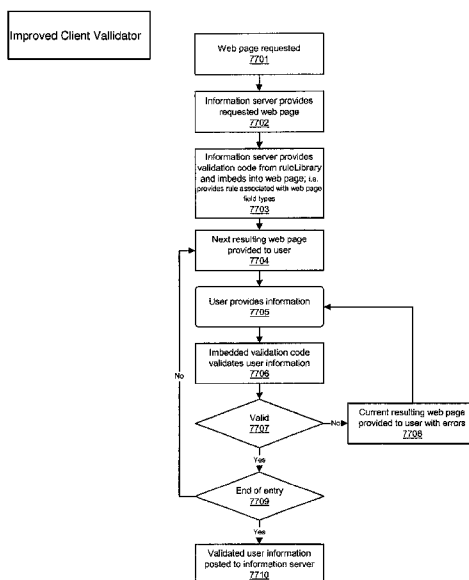 Improved Client Vallidator
Web page requested
7701
Information server provides
requested web page
7702
Information server provides
validation code from ruleLibrary
and imbeds into web page; i.e.
provides rule associated with web page
field types
7703
Next resulting web page
provided to user
7704
User provides information
7705
Imbedded validation code
validates user information
7706
No
Valid
7707
No
Current resulting web page
provided to user with errors
7708
Yes
End of entry
7709
Yes
Validated user information
posted to information server
7710